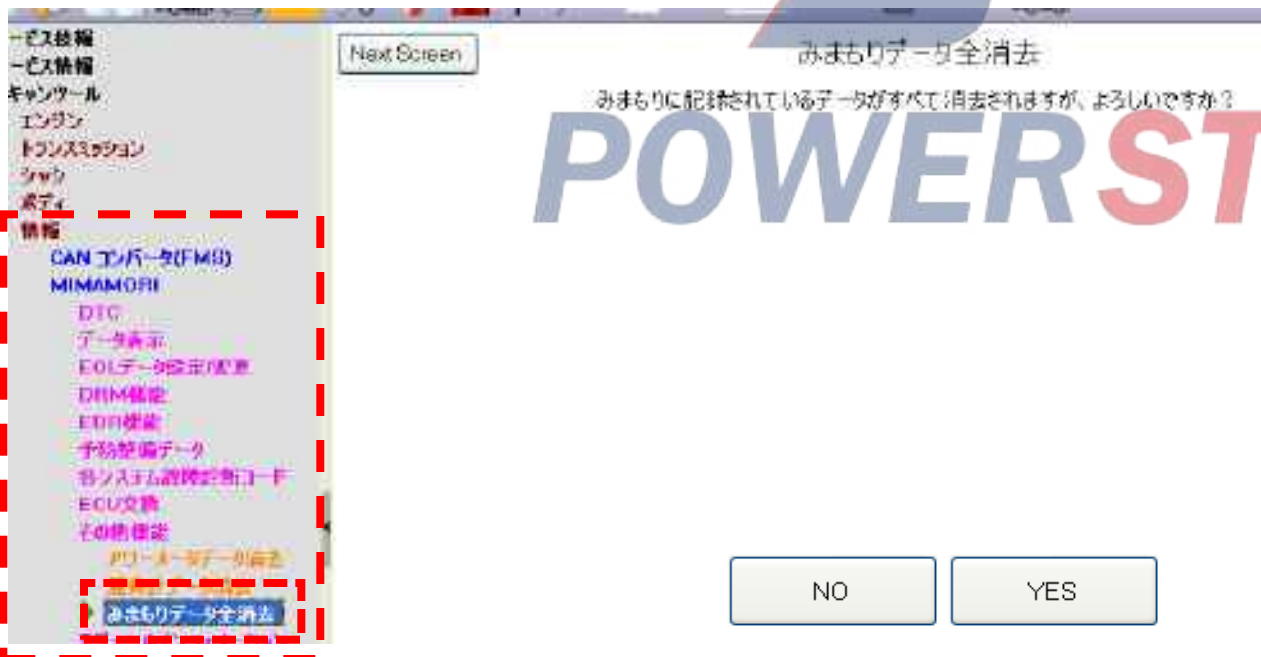 ービス技報
ービス情報
キャンツール
エンジン
トランスミッション
シャシ
ボディ
情報
CAN コンバータ(FMS)
MIMAMORI
DTC
データ表示
EOLデータ設定/変更
DRM機能
EDR機能
予防整備データ
各システム故障診断コード
ECU交換
その他機能
みまもりデータ全消去
Next Screen
みまもりデータ全消去
みまもりに記録されているデータがすべて消去されますが、よろしいですか?
POWERST
NO
YES